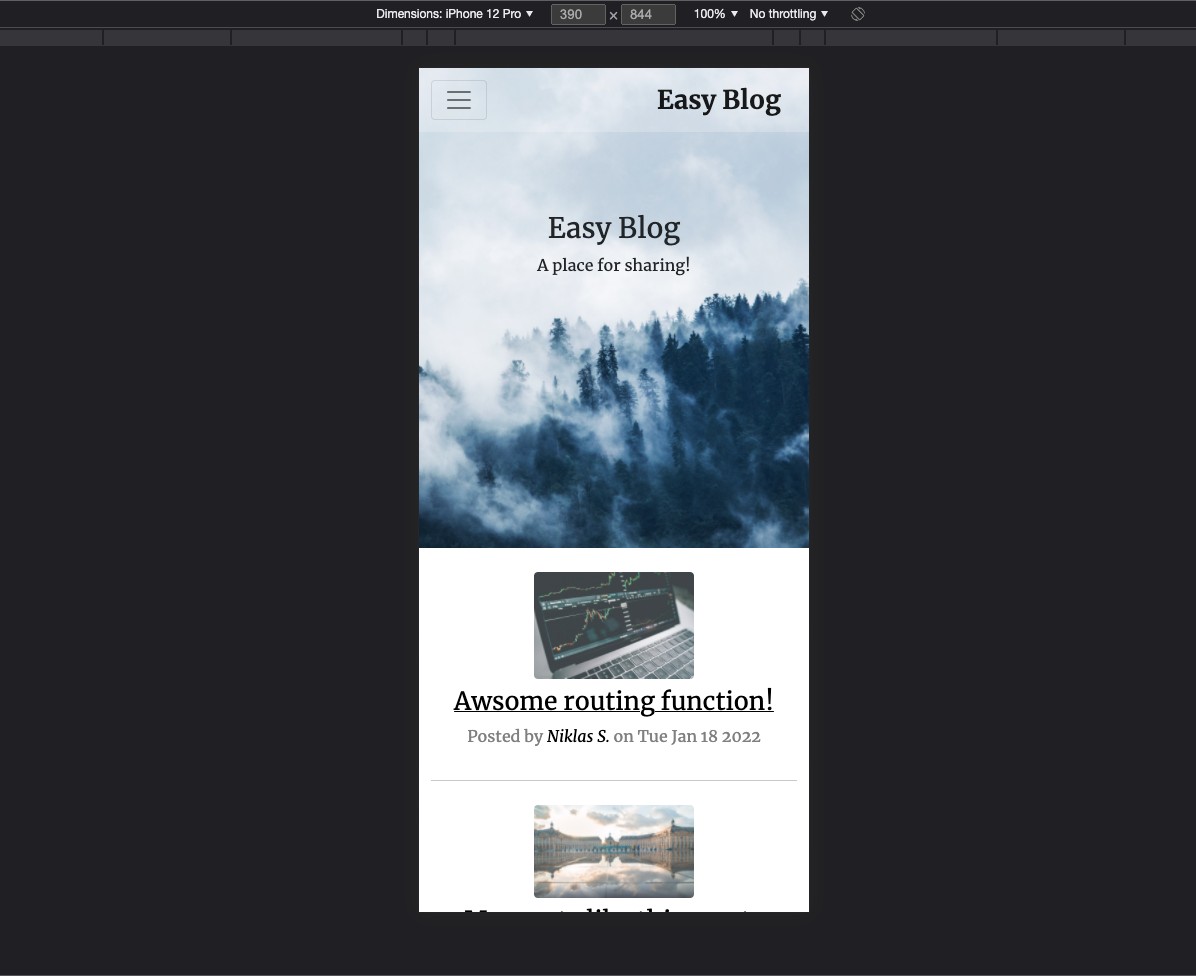 Dimensions: iPhone 12 Pro ▼ 390 × 844 100% ▼ No throttling ▼
Easy Blog
Easy Blog
A place for sharing!
Awsome routing function!
Posted by Niklas S. on Tue Jan 18 2022